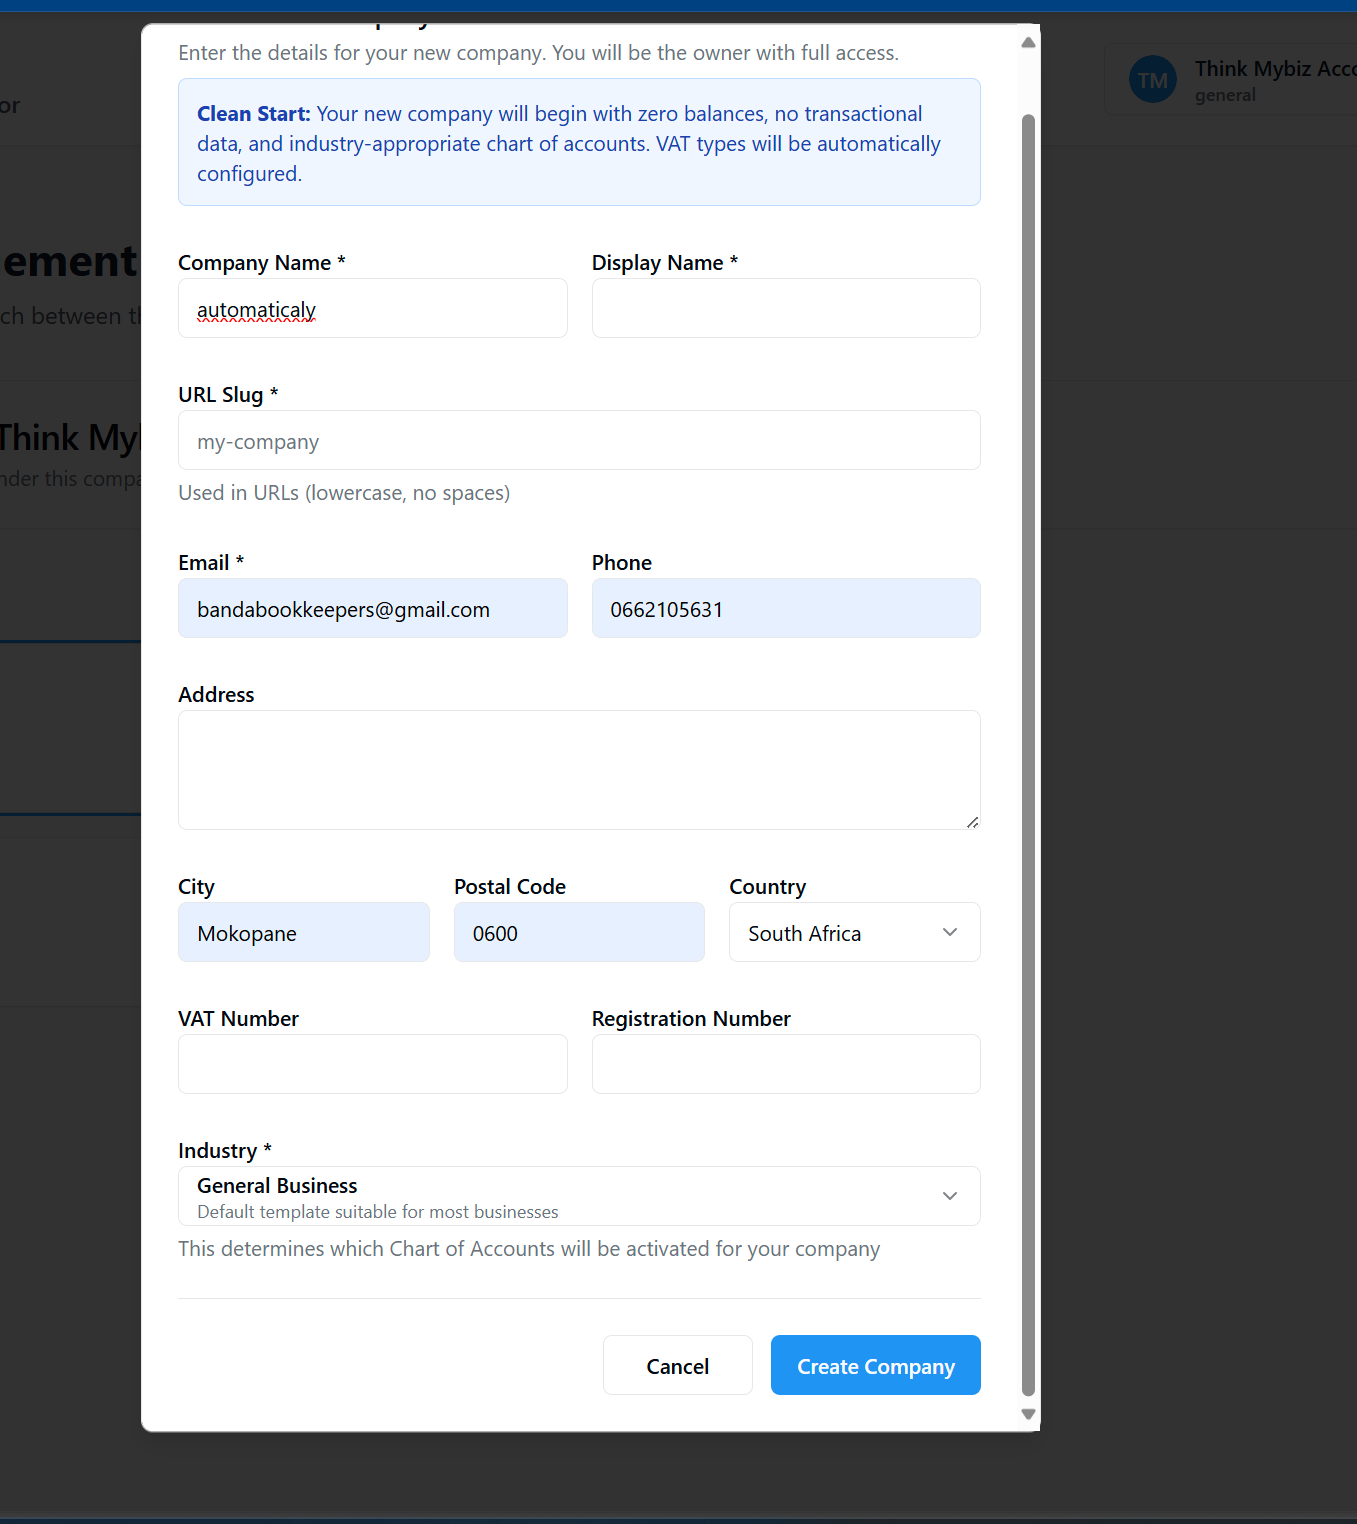 Enter the details for your new company. You will be the owner with full access.
Clean Start: Your new company will begin with zero balances, no transactional
data, and industry-appropriate chart of accounts. VAT types will be automatically
configured.
Company Name *
Display Name *
automaticaly
URL Slug *
my-company
Used in URLs (lowercase, no spaces)
Email *
Phone
bandabookkeepers@gmail.com
0662105631
Address
City
Postal Code
Country
Mokopane
0600
South Africa
VAT Number
Registration Number
Industry *
General Business
Default template suitable for most businesses
This determines which Chart of Accounts will be activated for your company
Cancel
Create Company
TM
Think Mybiz Acco
general
or
ement
ch between th
Think Myb
nder this compa